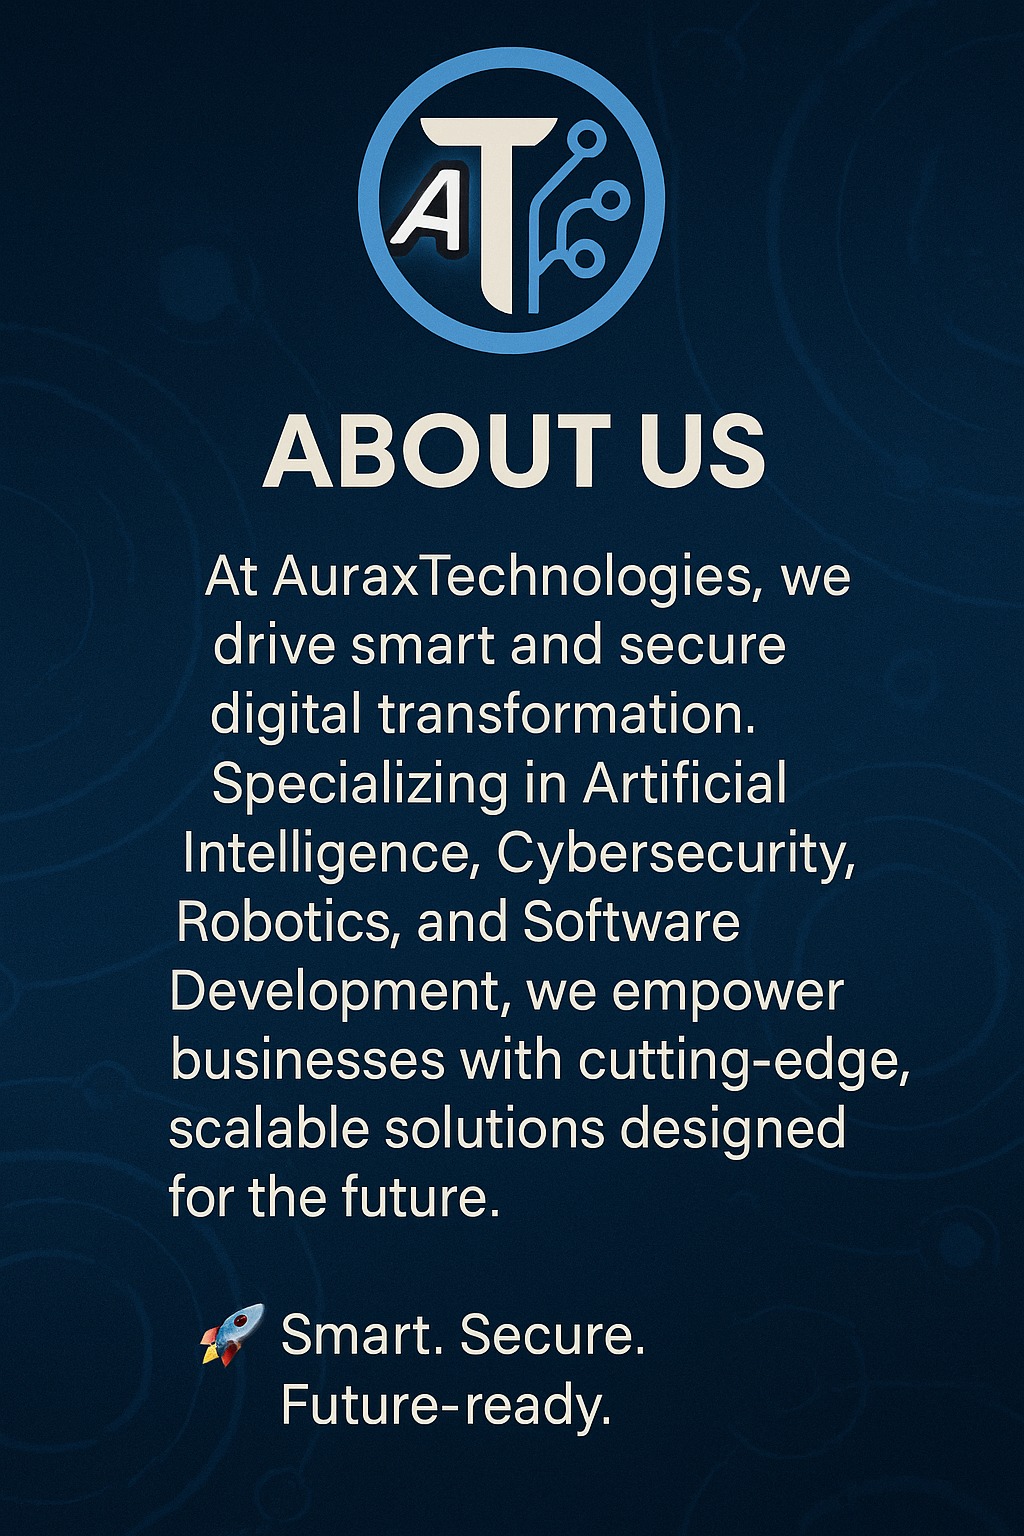 AT
ABOUT US
At AuraxTechnologies, we
drive smart and secure
digital transformation.
Specializing in Artificial
Intelligence, Cybersecurity,
Robotics, and Software
Development, we empower
businesses with cutting-edge,
scalable solutions designed
for the future.
🚀 Smart. Secure.
Future-ready.